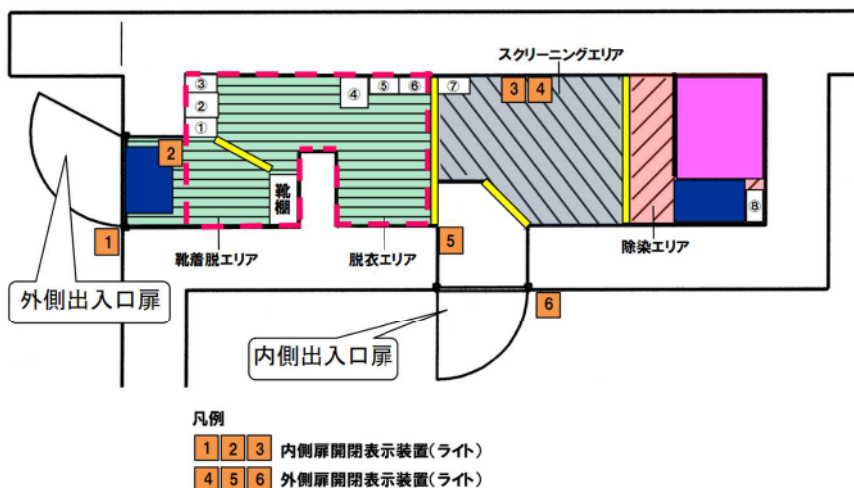 スクリーニングエリア
③
②
①
④
⑤
⑥
⑦
3
4
2
靴棚
⑧
1
5
靴着脱エリア
脱衣エリア
除染エリア
外側出入口扉
6
内側出入口扉
凡例
1 2 3 内側扉開閉表示装置(ライト)
4 5 6 外側扉開閉表示装置(ライト)